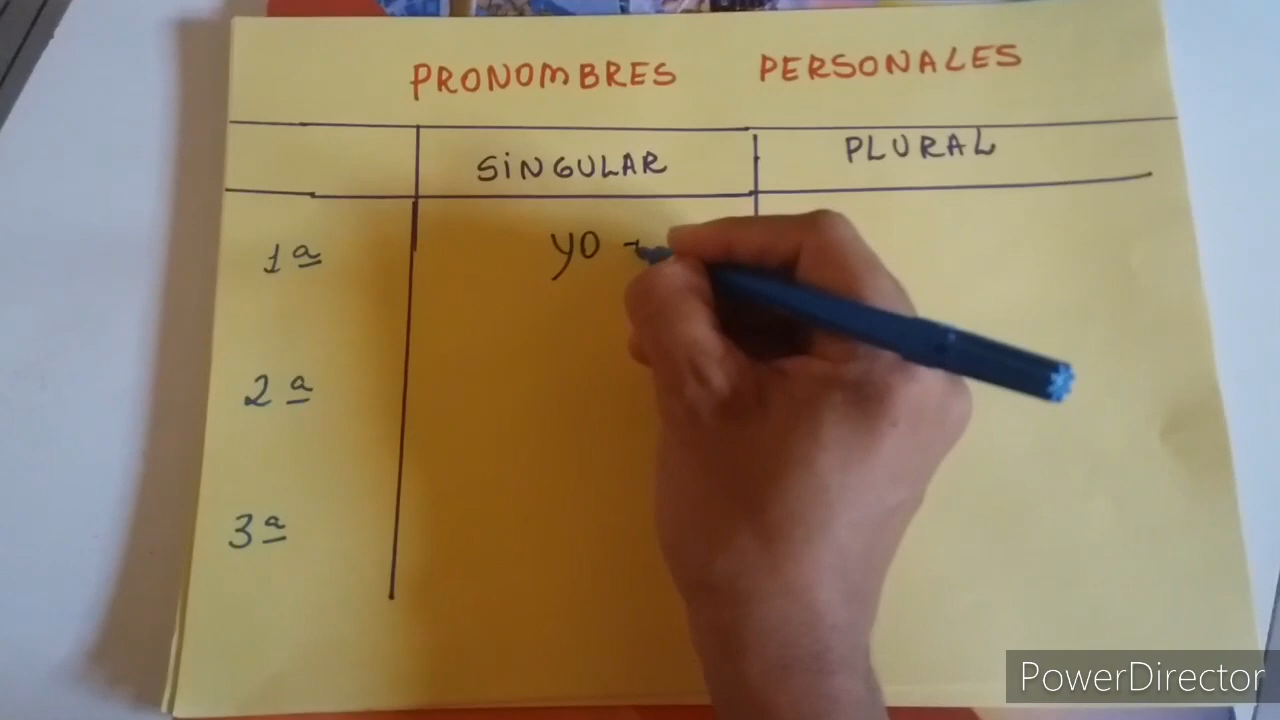 PRONOMBRES PERSONALES
SINGULAR PLURAL
1ª yo
2ª
3ª
PowerDirector